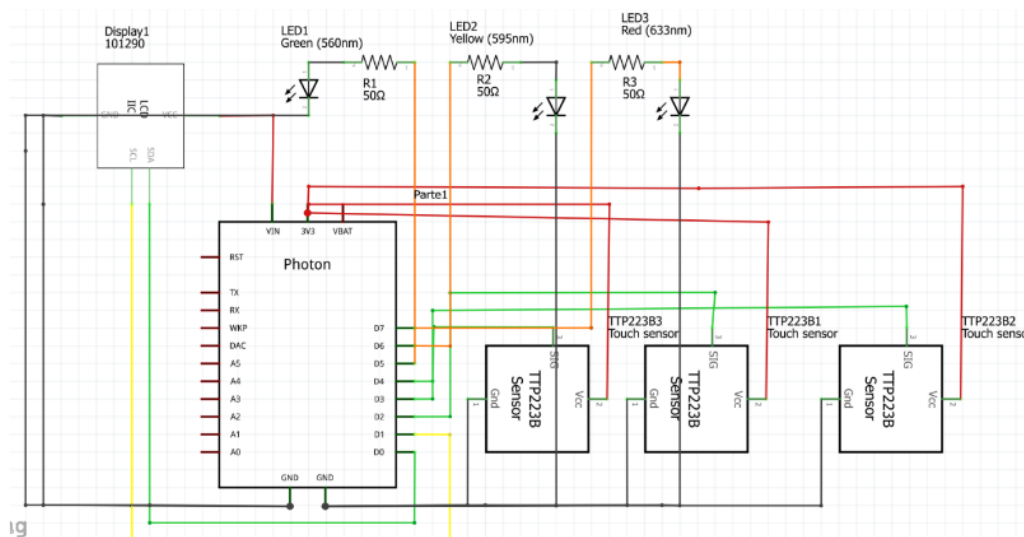 Display1
101290
LED1
Green (560nm)
LED2
Yellow (595nm)
LED3
Red (633nm)
R1
50Ω
R2
50Ω
R3
50Ω
IIC
LCD
GND
VCC
SCL
SDA
Parte1
VIN
3V3
VBAT
Photon
RST
TX
RX
WKP
DAC
A5
A4
A3
A2
A1
A0
D7
D6
D5
D4
D3
D2
D1
D0
GND
GND
TTP223B3
Touch sensor
TTP223B1
Touch sensor
TTP223B2
Touch senso
SIG
3
Gnd
1
Vcc
2
TTP223B
Sensor
SIG
3
Gnd
1
Vcc
2
TTP223B
Sensor
SIG
3
Gnd
1
Vcc
2
TTP223B
Sensor